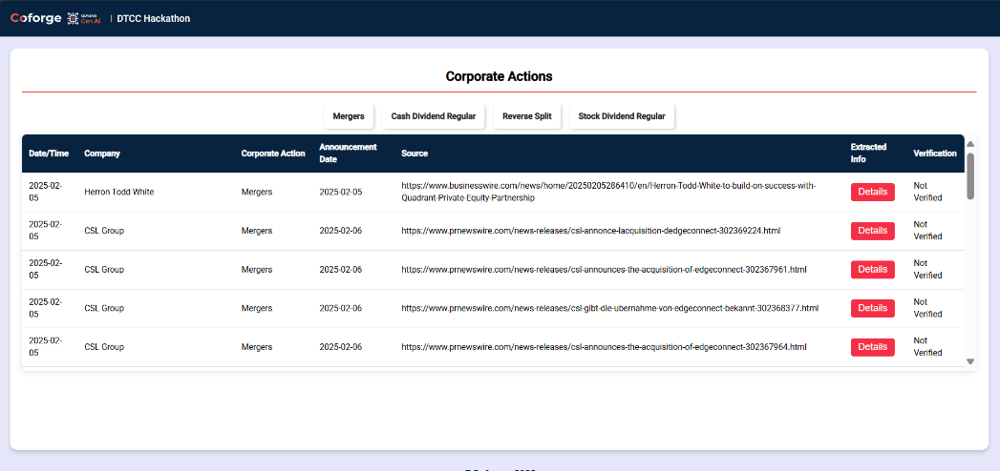 Coforge Quasar Gen AI | DTCC Hackathon
Corporate Actions
Mergers Cash Dividend Regular Reverse Split Stock Dividend Regular
Date/Time Company Corporate Action Announcement Date Source Extracted Info Verification
2025-02-05 Herron Todd White Mergers 2025-02-05 https://www.businesswire.com/news/home/20250205286410/en/Herron-Todd-White-to-build-on-success-with-Quadrant-Private-Equity-Partnership Details Not Verified
2025-02-05 CSL Group Mergers 2025-02-06 https://www.prnewswire.com/news-releases/csl-annonce-lacquisition-dedgeconnect-302369224.html Details Not Verified
2025-02-05 CSL Group Mergers 2025-02-06 https://www.prnewswire.com/news-releases/csl-announces-the-acquisition-of-edgeconnect-302367961.html Details Not Verified
2025-02-05 CSL Group Mergers 2025-02-06 https://www.prnewswire.com/news-releases/csl-gibt-die-ubernahme-von-edgeconnect-bekannt-302368377.html Details Not Verified
2025-02-05 CSL Group Mergers 2025-02-06 https://www.prnewswire.com/news-releases/csl-announces-the-acquisition-of-edgeconnect-302367964.html Details Not Verified